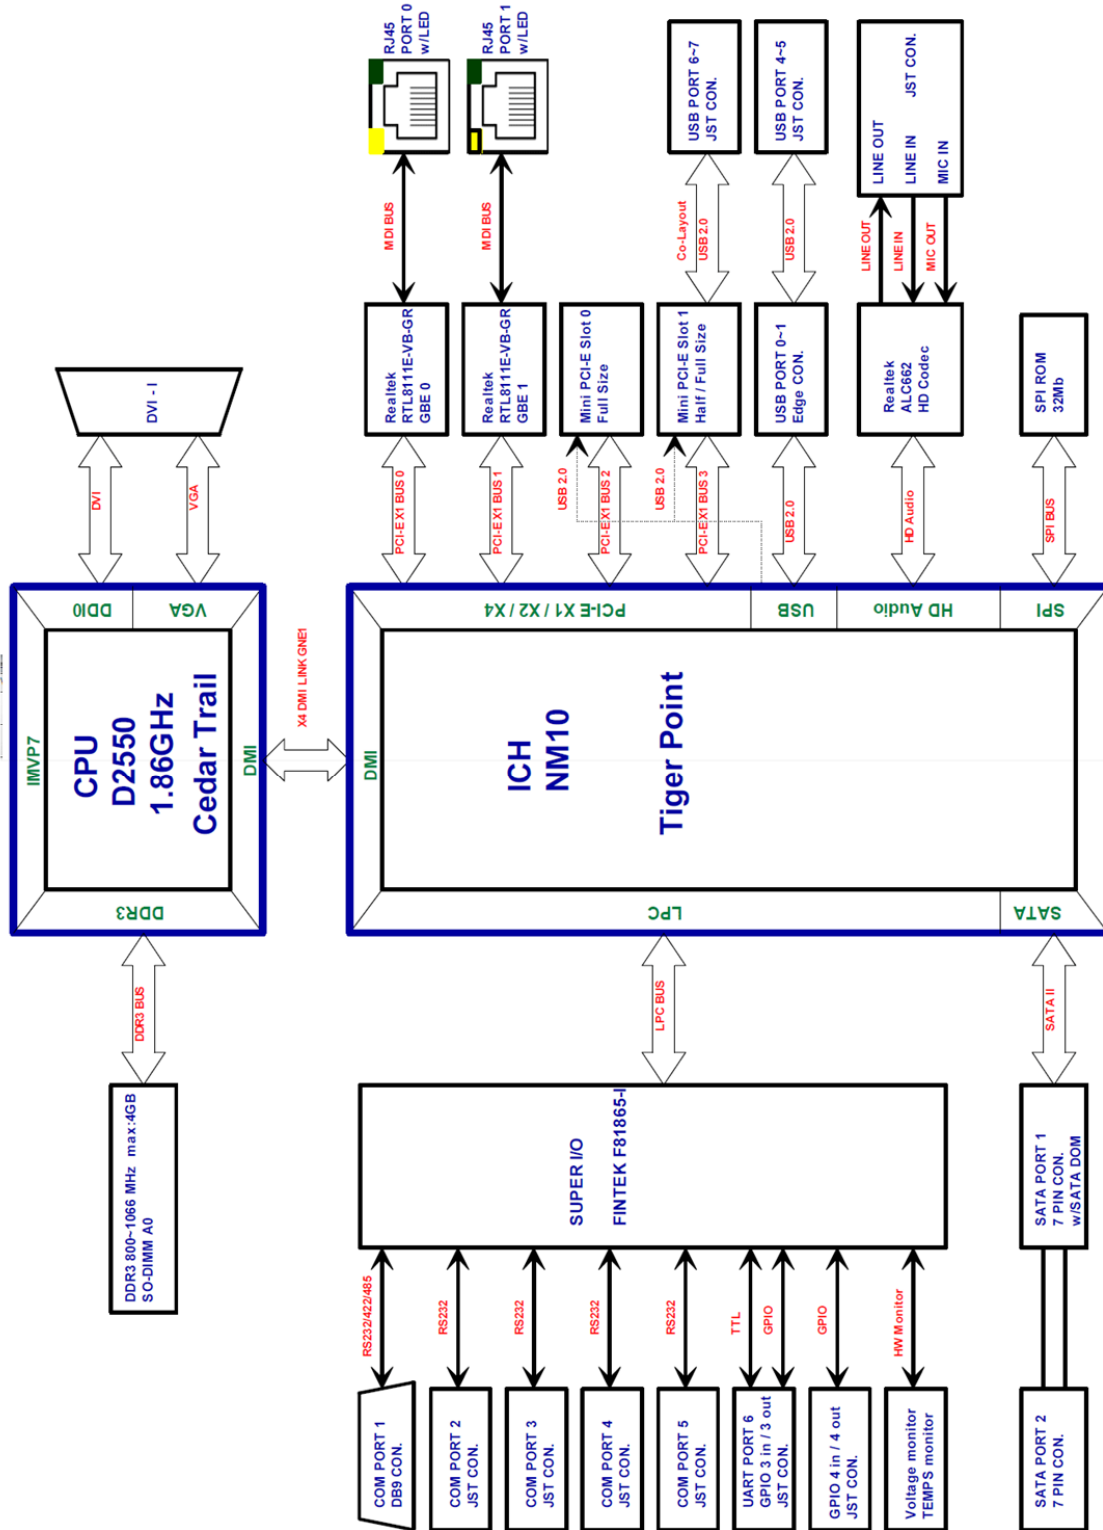 RJ45
PORT 0
w/LED
RJ45
PORT 1
w/LED
USB PORT 6~7
JST CON.
USB PORT 4~5
JST CON.
LINE OUT
LINE IN
MIC IN
JST CON.
MDI BUS
MDI BUS
Co-Layout
USB 2.0
USB 2.0
LINE OUT
LINE IN
MIC OUT
DVI - I
Realtek
RTL8111E-VB-GR
GBE 0
Realtek
RTL8111E-VB-GR
GBE 1
Mini PCI-E Slot 0
Full Size
Mini PCI-E Slot 1
Half / Full Size
USB PORT 0~1
Edge CON.
Realtek
ALC662
HD Codec
SPI ROM
32Mb
DVI
VGA
PCI-E X1 BUS 0
PCI-E X1 BUS 1
USB 2.0
PCI-E X1 BUS 2
USB 2.0
PCI-E X1 BUS 3
USB 2.0
HD Audio
SPI BUS
DDI0
VGA
PCI-E X1 / X2 / X4
USB
HD Audio
SPI
IMVP7
CPU
D2550
1.86GHz
Cedar Trail
DMI
X4 DMI LINK GNE1
DMI
ICH
NM10
Tiger Point
DDR3
LPC
SATA
DDR3 BUS
LPC BUS
SATA II
DDR3 800~1066 MHz max:4GB
SO-DIMM A0
SUPER I/O
FINTEK F81865-I
SATA PORT 1
7 PIN CON.
w/SATA DOM
RS232/422/485
RS232
RS232
RS232
RS232
TTL
GPIO
GPIO
HW Monitor
COM PORT 1
DB9 CON.
COM PORT 2
JST CON.
COM PORT 3
JST CON.
COM PORT 4
JST CON.
COM PORT 5
JST CON.
UART PORT 6
GPIO 3 in / 3 out
JST CON.
GPIO 4 in / 4 out
JST CON.
Voltage monitor
TEMPS monitor
SATA PORT 2
7 PIN CON.